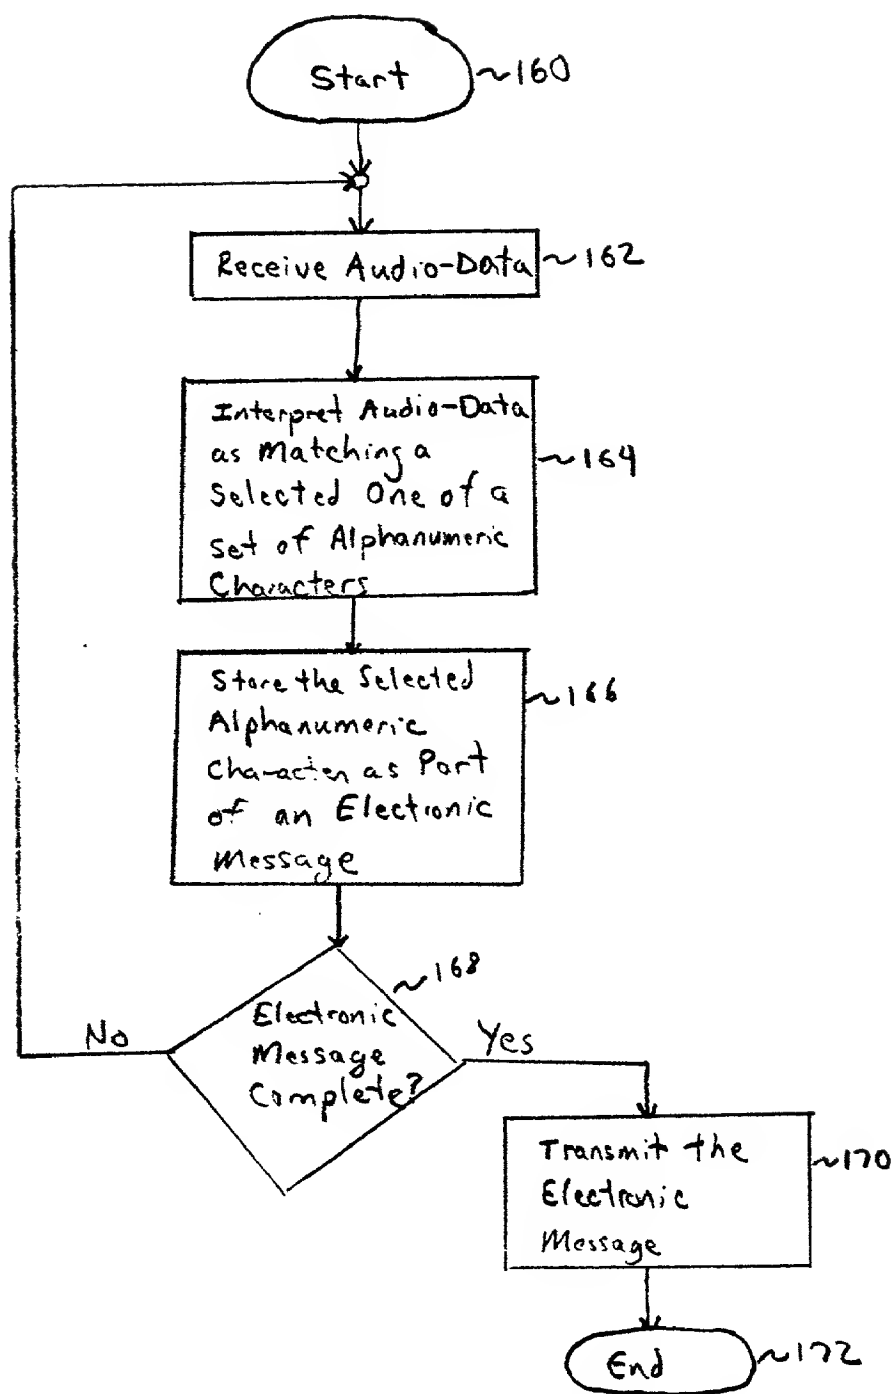 Start ~160
Receive Audio-Data ~162
Interpret Audio-Data
as Matching a
Selected One of a
Set of Alphanumeric
Characters
~164
Store the Selected
Alphanumeric
Character as Part
of an Electronic
Message
~166
~168
Electronic
Message
Complete?
No
Yes
Transmit the
Electronic
Message
~170
End ~172